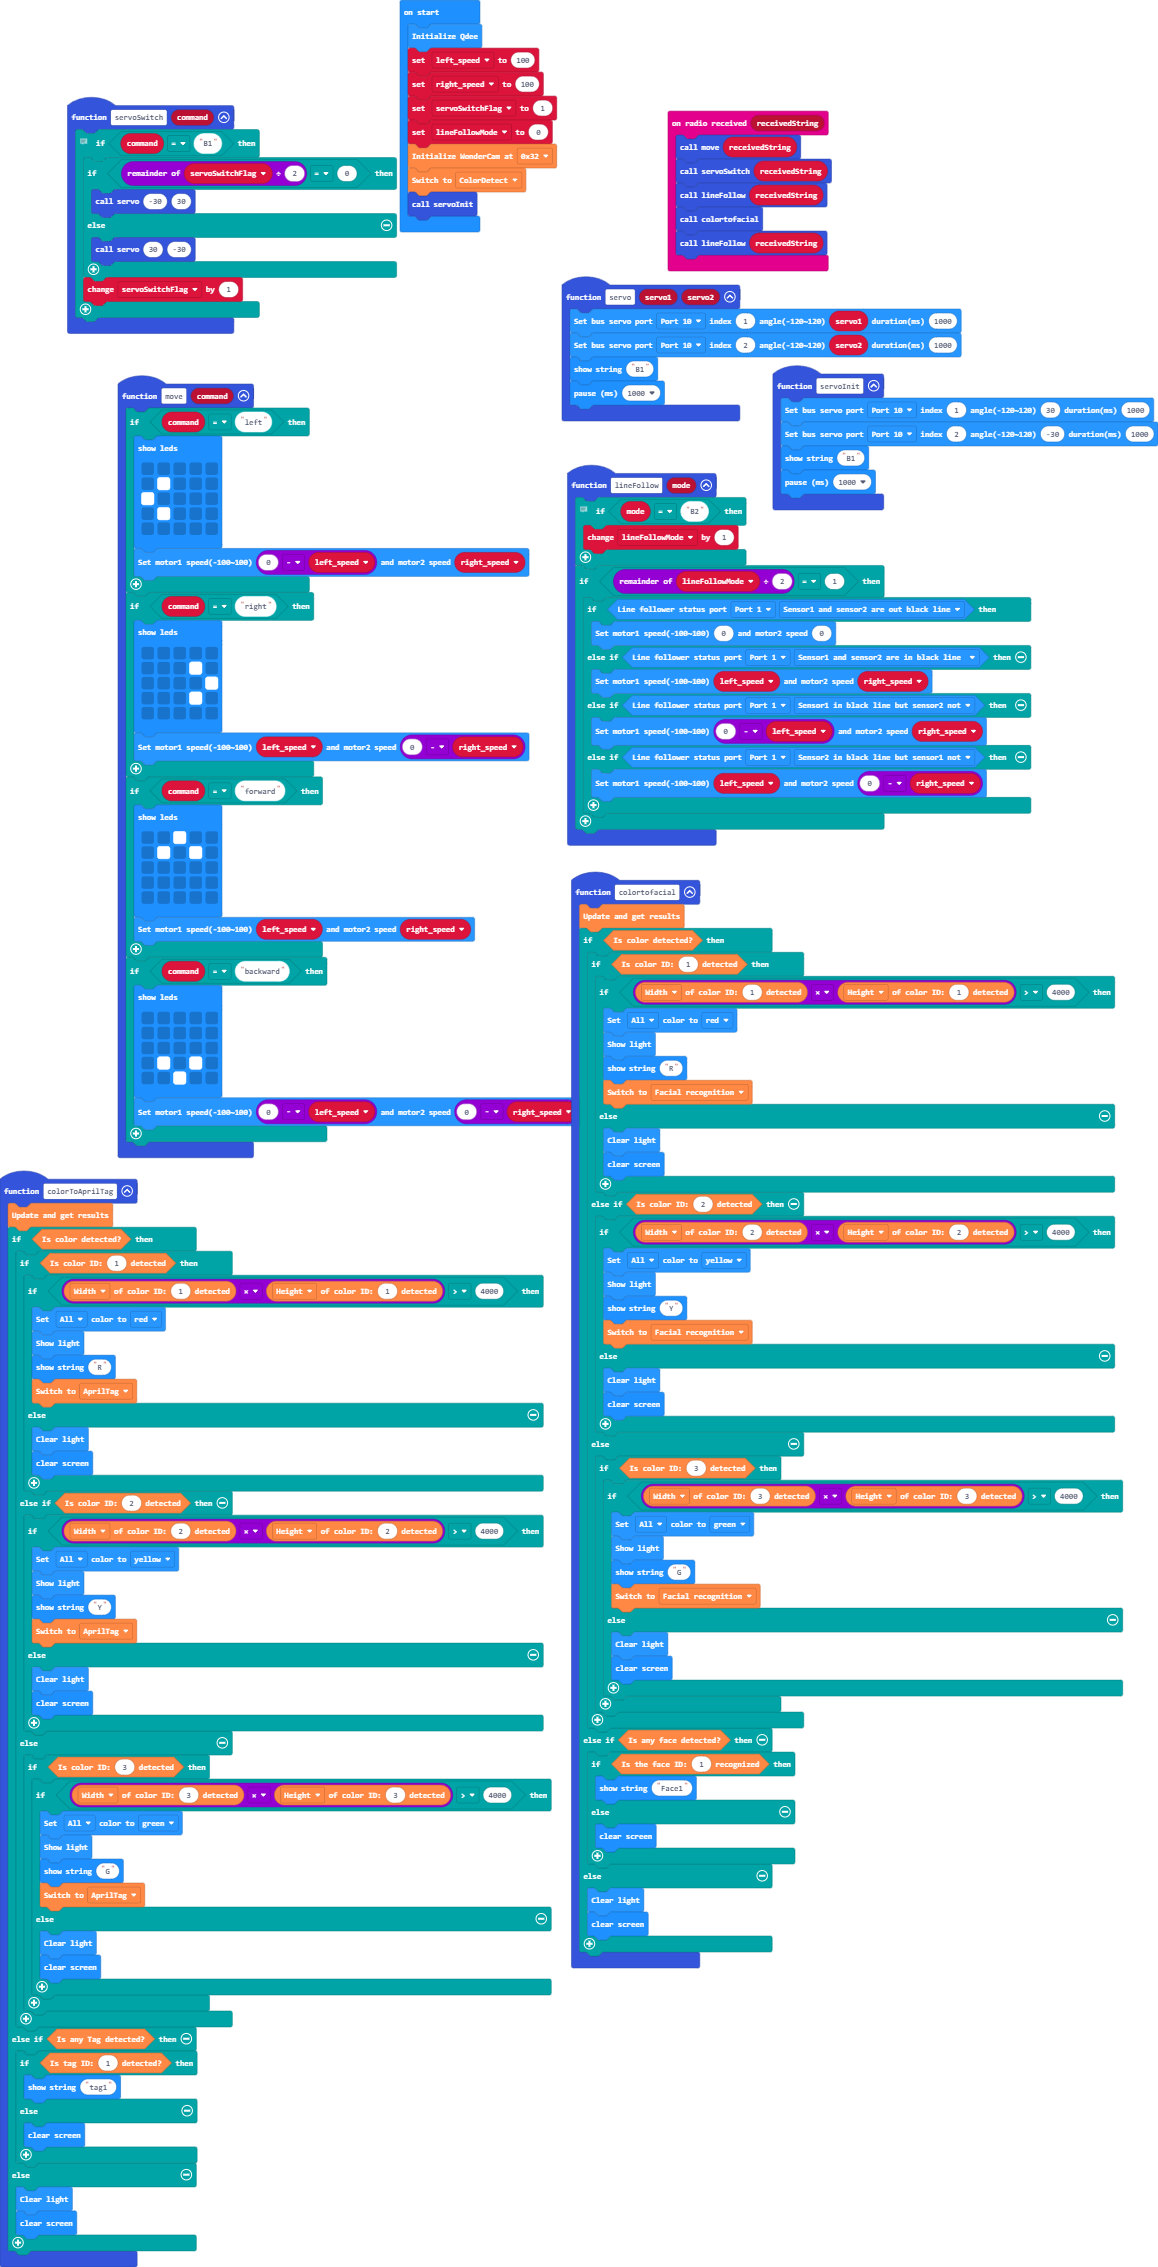 on start
Initialize Qdee
set left_speed to 100
set right_speed to 100
set servoSwitchFlag to 1
set lineFollowMode to 0
Initialize WonderCam at 0x32
Switch to ColorDetect
call servoInit
function servoSwitch command
if command = "B1" then
if remainder of servoSwitchFlag ÷ 2 = 0 then
call servo -30 30
else
call servo 30 -30
change servoSwitchFlag by 1
on radio received receivedString
call move receivedString
call servoSwitch receivedString
call lineFollow receivedString
call colortofacial
call lineFollow receivedString
function servo servo1 servo2
Set bus servo port Port 10 index 1 angle(-120~120) servo1 duration(ms) 1000
Set bus servo port Port 10 index 2 angle(-120~120) servo2 duration(ms) 1000
show string "B1"
pause (ms) 1000
function servoInit
Set bus servo port Port 10 index 1 angle(-120~120) 30 duration(ms) 1000
Set bus servo port Port 10 index 2 angle(-120~120) -30 duration(ms) 1000
show string "B1"
pause (ms) 1000
function move command
if command = "left" then
show leds
Set motor1 speed(-100~100) 0 - left_speed and motor2 speed right_speed
if command = "right" then
show leds
Set motor1 speed(-100~100) left_speed and motor2 speed 0 - right_speed
if command = "forward" then
show leds
Set motor1 speed(-100~100) left_speed and motor2 speed right_speed
if command = "backward" then
show leds
Set motor1 speed(-100~100) 0 - left_speed and motor2 speed 0 - right_speed
function lineFollow mode
if mode = "B2" then
change lineFollowMode by 1
if remainder of lineFollowMode ÷ 2 = 1 then
if Line follower status port Port 1 Sensor1 and sensor2 are out black line then
Set motor1 speed(-100~100) 0 and motor2 speed 0
else if Line follower status port Port 1 Sensor1 and sensor2 are in black line then
Set motor1 speed(-100~100) left_speed and motor2 speed right_speed
else if Line follower status port Port 1 Sensor1 in black line but sensor2 not then
Set motor1 speed(-100~100) 0 - left_speed and motor2 speed right_speed
else if Line follower status port Port 1 Sensor2 in black line but sensor1 not then
Set motor1 speed(-100~100) left_speed and motor2 speed 0 - right_speed
function colortofacial
Update and get results
if Is color detected? then
if Is color ID: 1 detected then
if Width of color ID: 1 detected × Height of color ID: 1 detected > 4000 then
Set All color to red
Show light
show string "R"
Switch to Facial recognition
else
Clear light
clear screen
else if Is color ID: 2 detected then
if Width of color ID: 2 detected × Height of color ID: 2 detected > 4000 then
Set All color to yellow
Show light
show string "Y"
Switch to Facial recognition
else
Clear light
clear screen
else
if Is color ID: 3 detected then
if Width of color ID: 3 detected × Height of color ID: 3 detected > 4000 then
Set All color to green
Show light
show string "G"
Switch to Facial recognition
else
Clear light
clear screen
else if Is any face detected? then
if Is the face ID: 1 recognized then
show string "Face1"
else
clear screen
else
Clear light
clear screen
function colorToAprilTag
Update and get results
if Is color detected? then
if Is color ID: 1 detected then
if Width of color ID: 1 detected × Height of color ID: 1 detected > 4000 then
Set All color to red
Show light
show string "R"
Switch to AprilTag
else
Clear light
clear screen
else if Is color ID: 2 detected then
if Width of color ID: 2 detected × Height of color ID: 2 detected > 4000 then
Set All color to yellow
Show light
show string "Y"
Switch to AprilTag
else
Clear light
clear screen
else
if Is color ID: 3 detected then
if Width of color ID: 3 detected × Height of color ID: 3 detected > 4000 then
Set All color to green
Show light
show string "G"
Switch to AprilTag
else
Clear light
clear screen
else if Is any Tag detected? then
if Is tag ID: 1 detected? then
show string "tag1"
else
clear screen
else
Clear light
clear screen